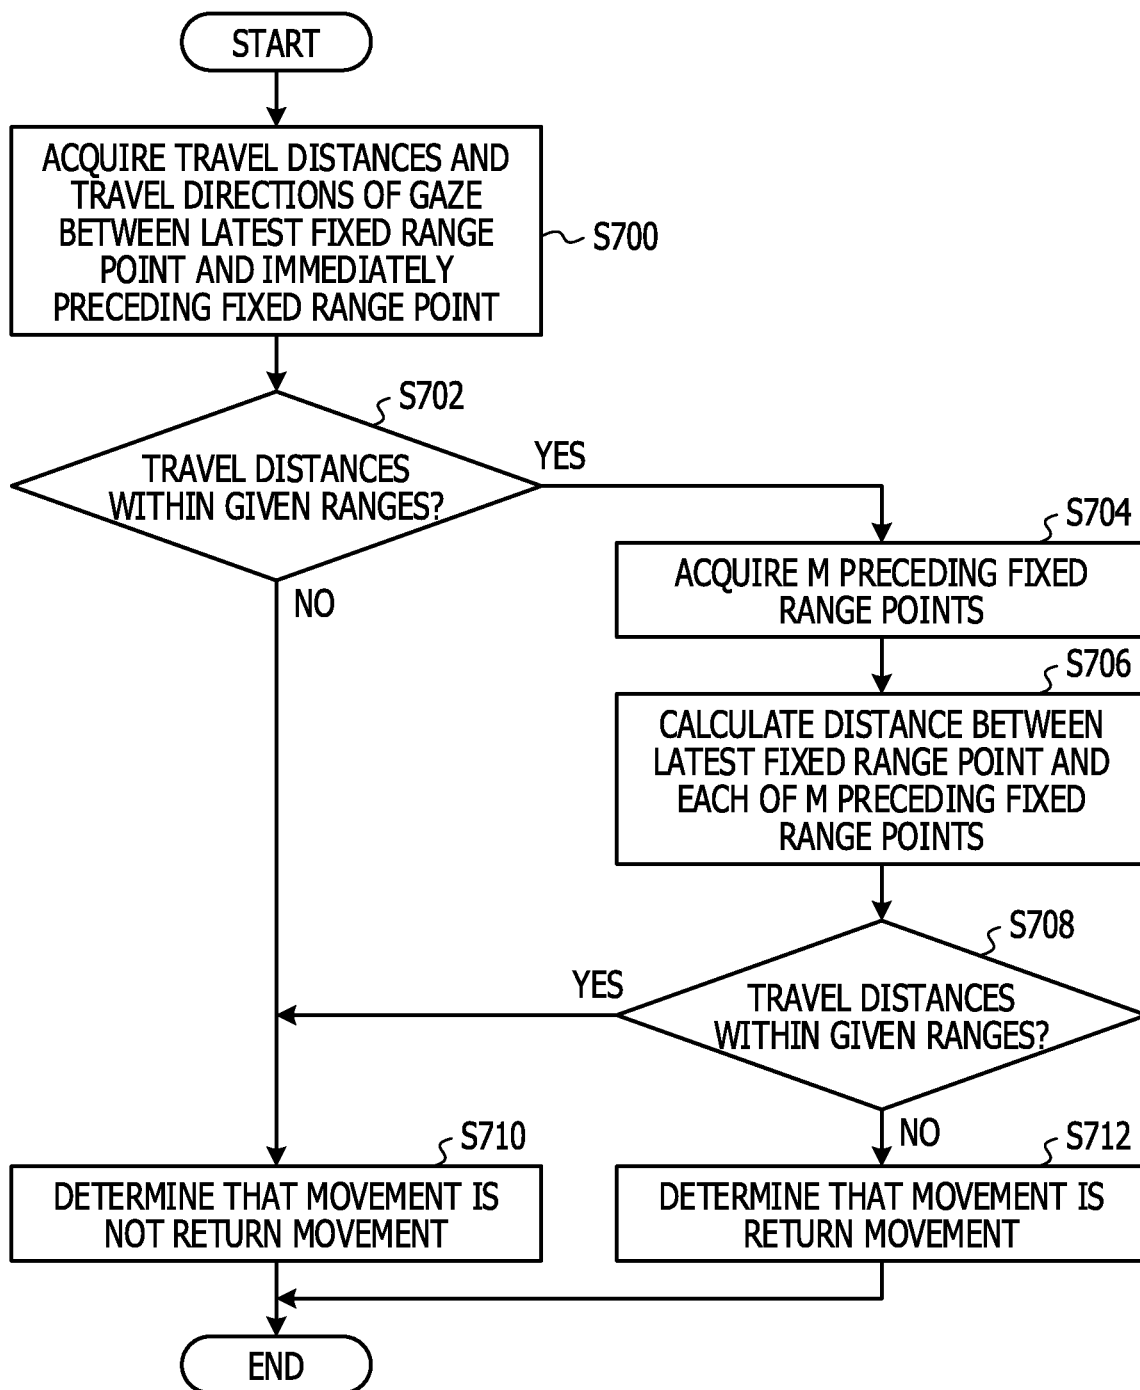 START
ACQUIRE TRAVEL DISTANCES AND
TRAVEL DIRECTIONS OF GAZE
BETWEEN LATEST FIXED RANGE
POINT AND IMMEDIATELY
PRECEDING FIXED RANGE POINT
S700
S702
TRAVEL DISTANCES
WITHIN GIVEN RANGES?
YES
NO
S704
ACQUIRE M PRECEDING FIXED
RANGE POINTS
S706
CALCULATE DISTANCE BETWEEN
LATEST FIXED RANGE POINT AND
EACH OF M PRECEDING FIXED
RANGE POINTS
S708
TRAVEL DISTANCES
WITHIN GIVEN RANGES?
YES
NO
S710
DETERMINE THAT MOVEMENT IS
NOT RETURN MOVEMENT
S712
DETERMINE THAT MOVEMENT IS
RETURN MOVEMENT
END